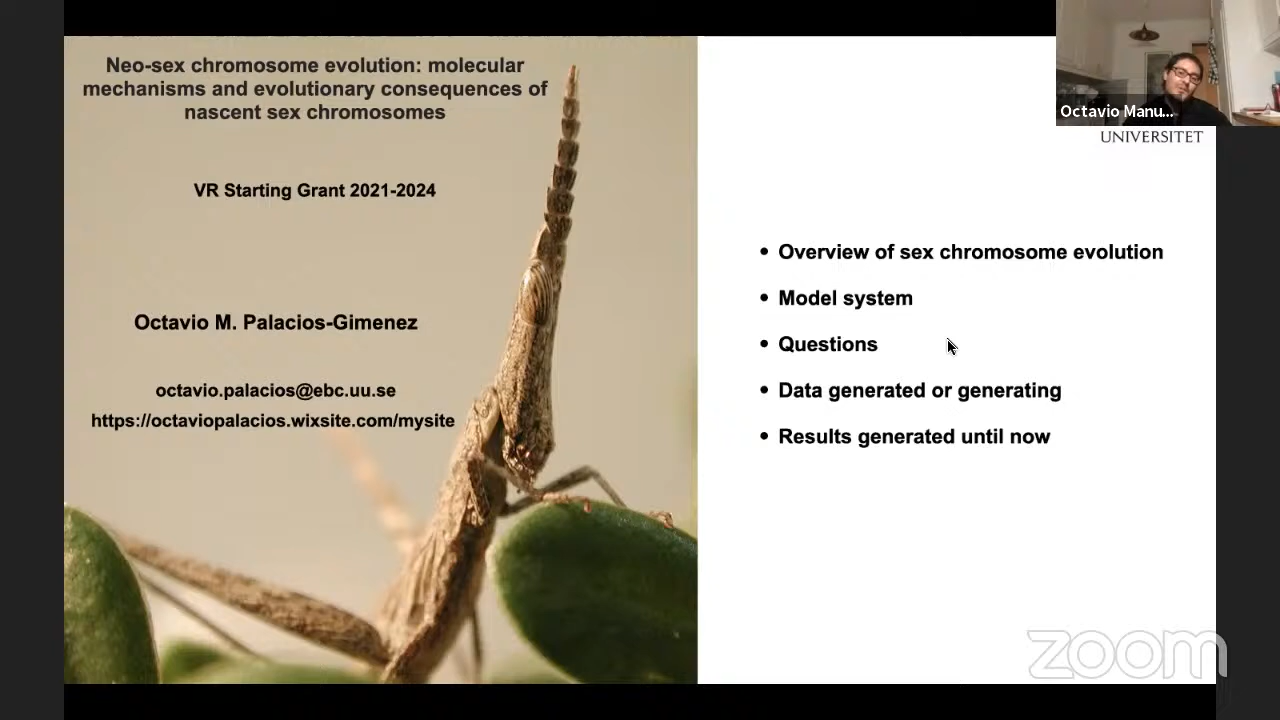 Neo-sex chromosome evolution: molecular
mechanisms and evolutionary consequences of
nascent sex chromosomes
VR Starting Grant 2021-2024
Octavio M. Palacios-Gimenez
octavio.palacios@ebc.uu.se
https://octaviopalacios.wixsite.com/mysite
Octavio Manu...
UNIVERSITET
• Overview of sex chromosome evolution
• Model system
• Questions
• Data generated or generating
• Results generated until now
zoom